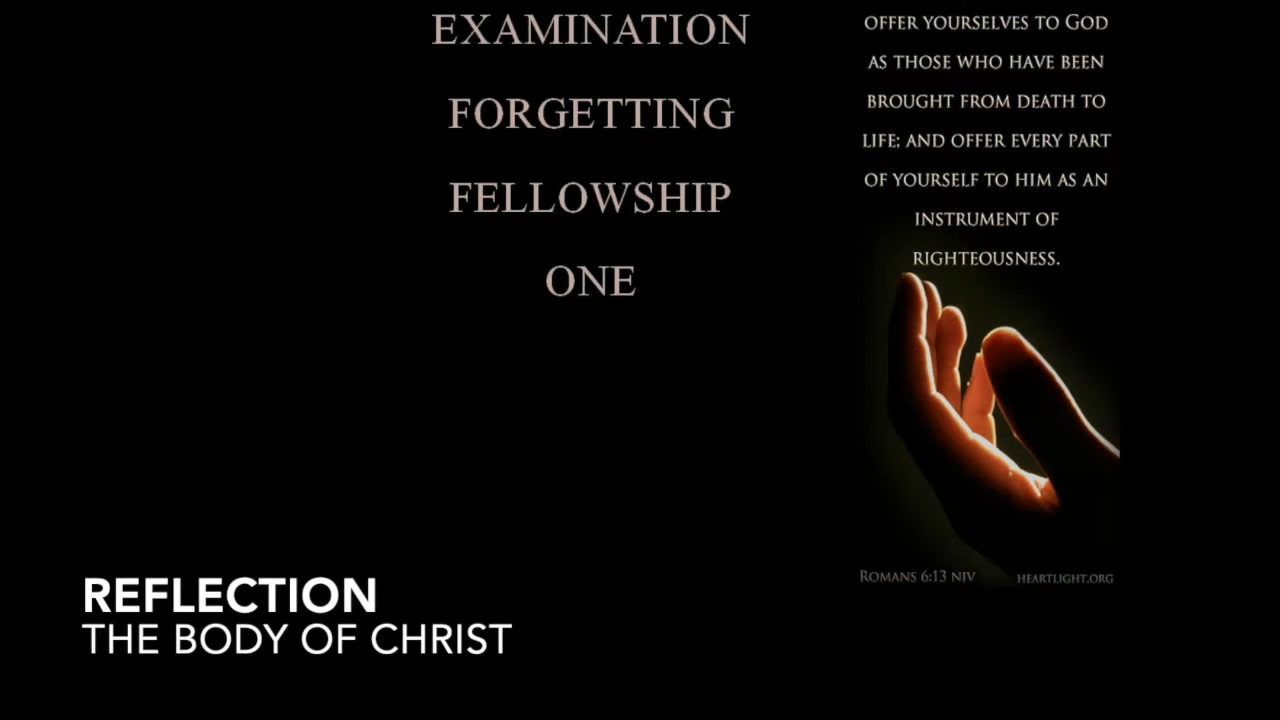 EXAMINATION
FORGETTING
FELLOWSHIP
ONE
OFFER YOURSELVES TO GOD
AS THOSE WHO HAVE BEEN
BROUGHT FROM DEATH TO
LIFE; AND OFFER EVERY PART
OF YOURSELF TO HIM AS AN
INSTRUMENT OF
RIGHTEOUSNESS.
ROMANS 6:13 NIV
HEARTLIGHT.ORG
REFLECTION
THE BODY OF CHRIST